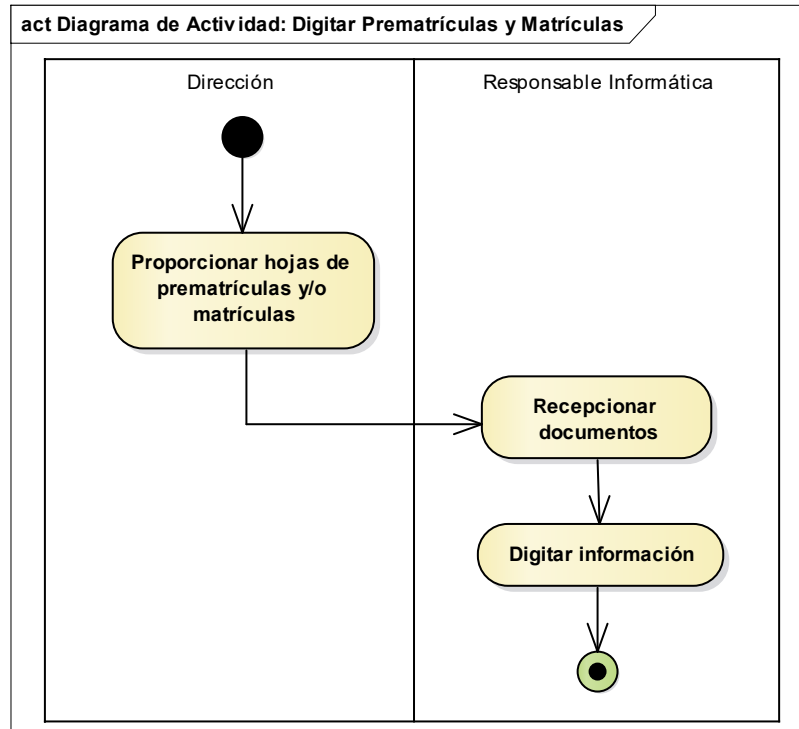 act Diagrama de Actividad: Digitar Prematrículas y Matrículas
Dirección
Responsable Informática
Proporcionar hojas de
prematrículas y/o
matrículas
Recepcionar
documentos
Digitar información